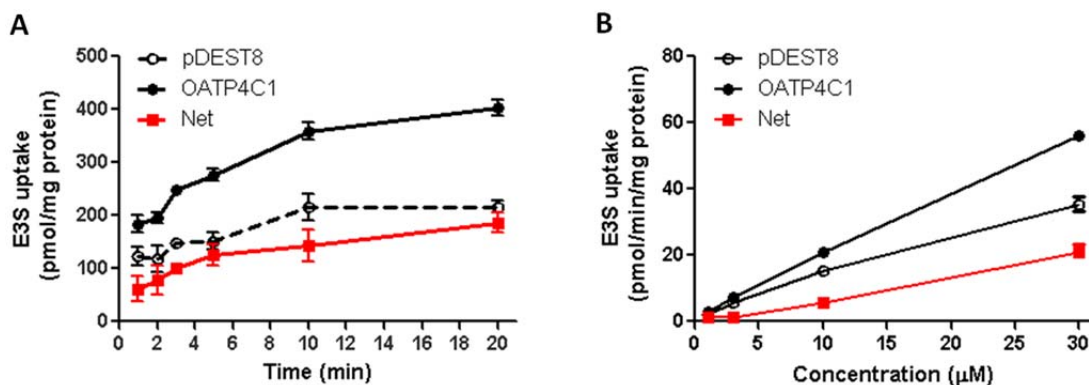 A
E3S uptake
(pmol/mg protein)
500
400
300
200
100
0
0 2 4 6 8 10 12 14 16 18 20
Time (min)
pDEST8
OATP4C1
Net
B
E3S uptake
(pmol/min/mg protein)
80
60
40
20
0
0 5 10 15 20 25 30
Concentration (μM)
pDEST8
OATP4C1
Net